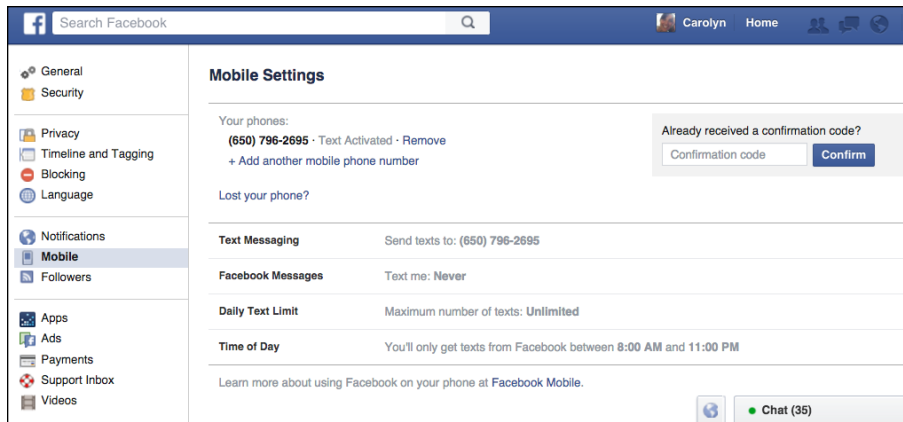 f Search Facebook Carolyn Home
General
Security
Privacy
Timeline and Tagging
Blocking
Language
Notifications
Mobile
Followers
Apps
Ads
Payments
Support Inbox
Videos
Mobile Settings
Your phones:
(650) 796-2695 · Text Activated · Remove
+ Add another mobile phone number
Lost your phone?
Already received a confirmation code?
Confirmation code Confirm
Text Messaging Send texts to: (650) 796-2695
Facebook Messages Text me: Never
Daily Text Limit Maximum number of texts: Unlimited
Time of Day You'll only get texts from Facebook between 8:00 AM and 11:00 PM
Learn more about using Facebook on your phone at Facebook Mobile.
Chat (35)